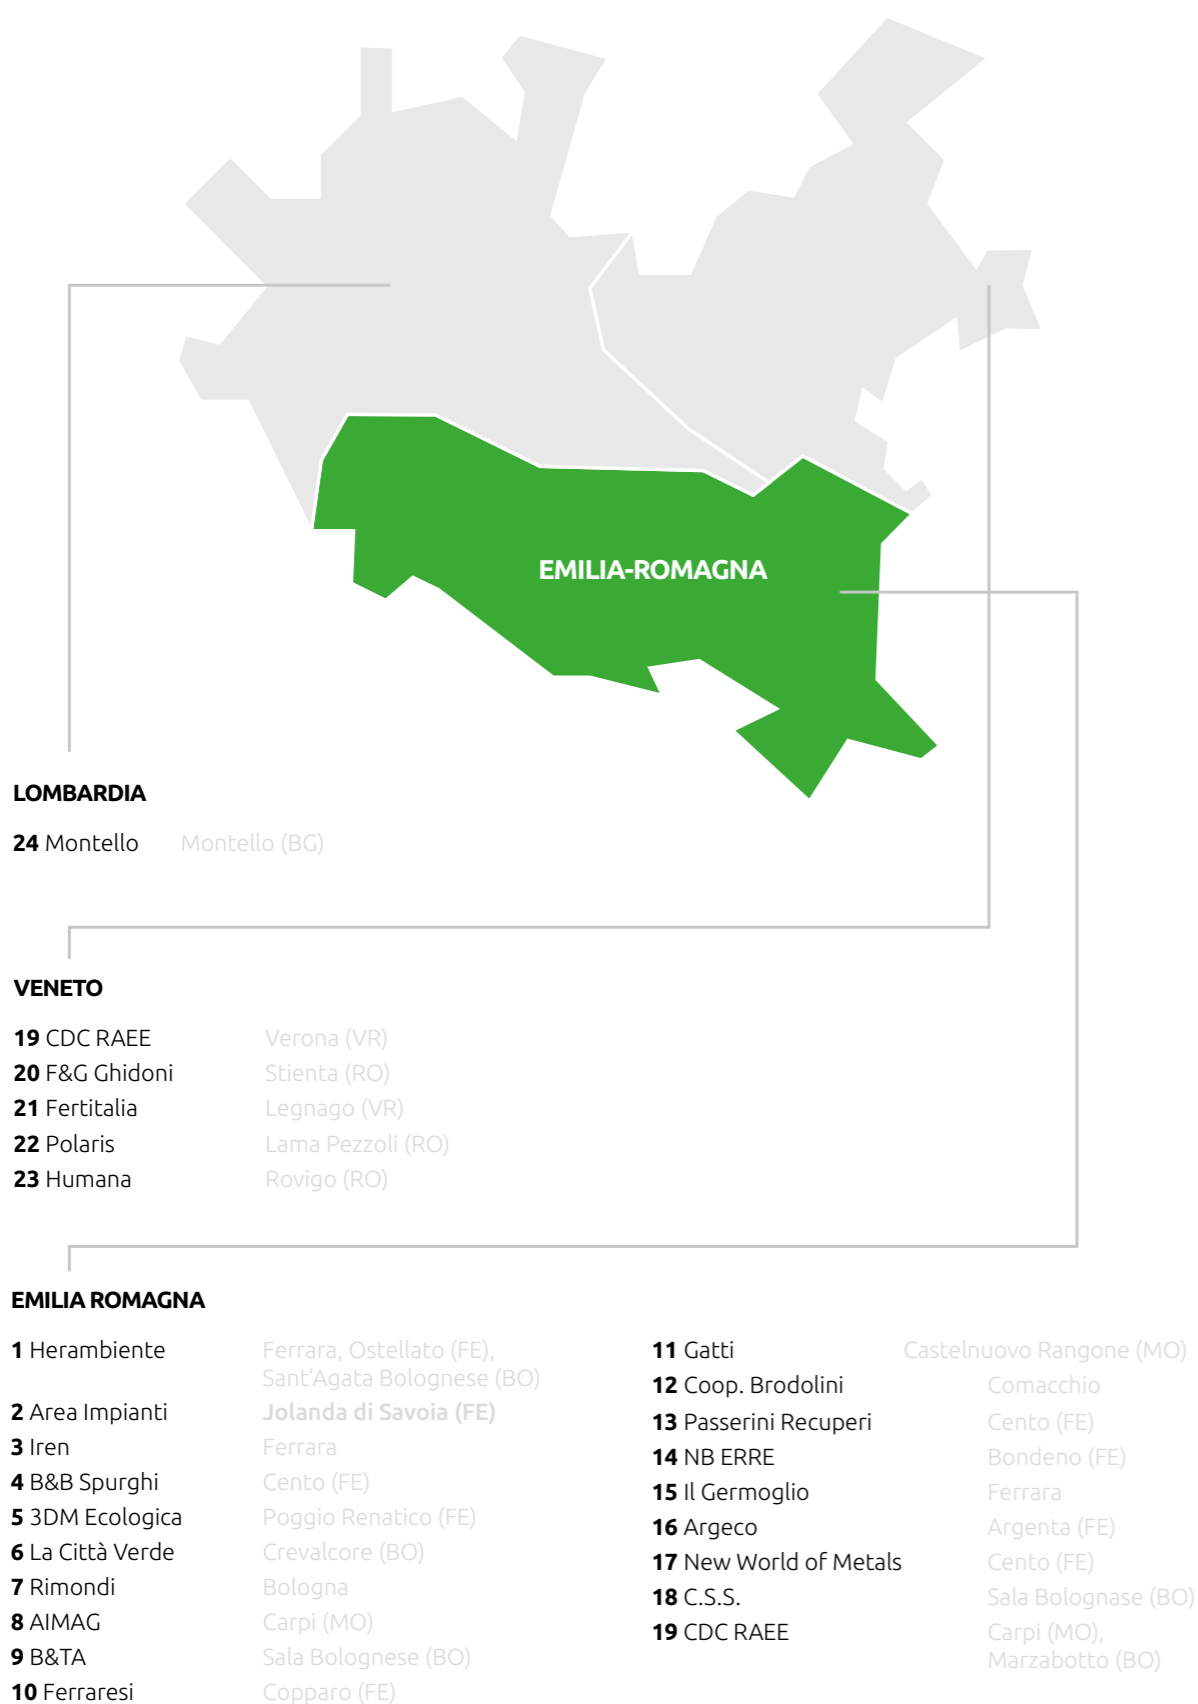 EMILIA-ROMAGNA
LOMBARDIA
24 Montello Montello (BG)
VENETO
19 CDC RAEE Verona (VR)
20 F&G Ghidoni Stienta (RO)
21 Fertitalia Legnago (VR)
22 Polaris Lama Pezzoli (RO)
23 Humana Rovigo (RO)
EMILIA ROMAGNA
1 Herambiente Ferrara, Ostellato (FE),
Sant'Agata Bolognese (BO)
2 Area Impianti Jolanda di Savoia (FE)
3 Iren Ferrara
4 B&B Spurghi Cento (FE)
5 3DM Ecologica Poggio Renatico (FE)
6 La Città Verde Crevalcore (BO)
7 Rimondi Bologna
8 AIMAG Carpi (MO)
9 B&TA Sala Bolognese (BO)
10 Ferraresi Copparo (FE)
11 Gatti Castelnuovo Rangone (MO)
12 Coop. Brodolini Comacchio
13 Passerini Recuperi Cento (FE)
14 NB ERRE Bondeno (FE)
15 Il Germoglio Ferrara
16 Argeco Argenta (FE)
17 New World of Metals Cento (FE)
18 C.S.S. Sala Bolognase (BO)
19 CDC RAEE Carpi (MO),
Marzabotto (BO)